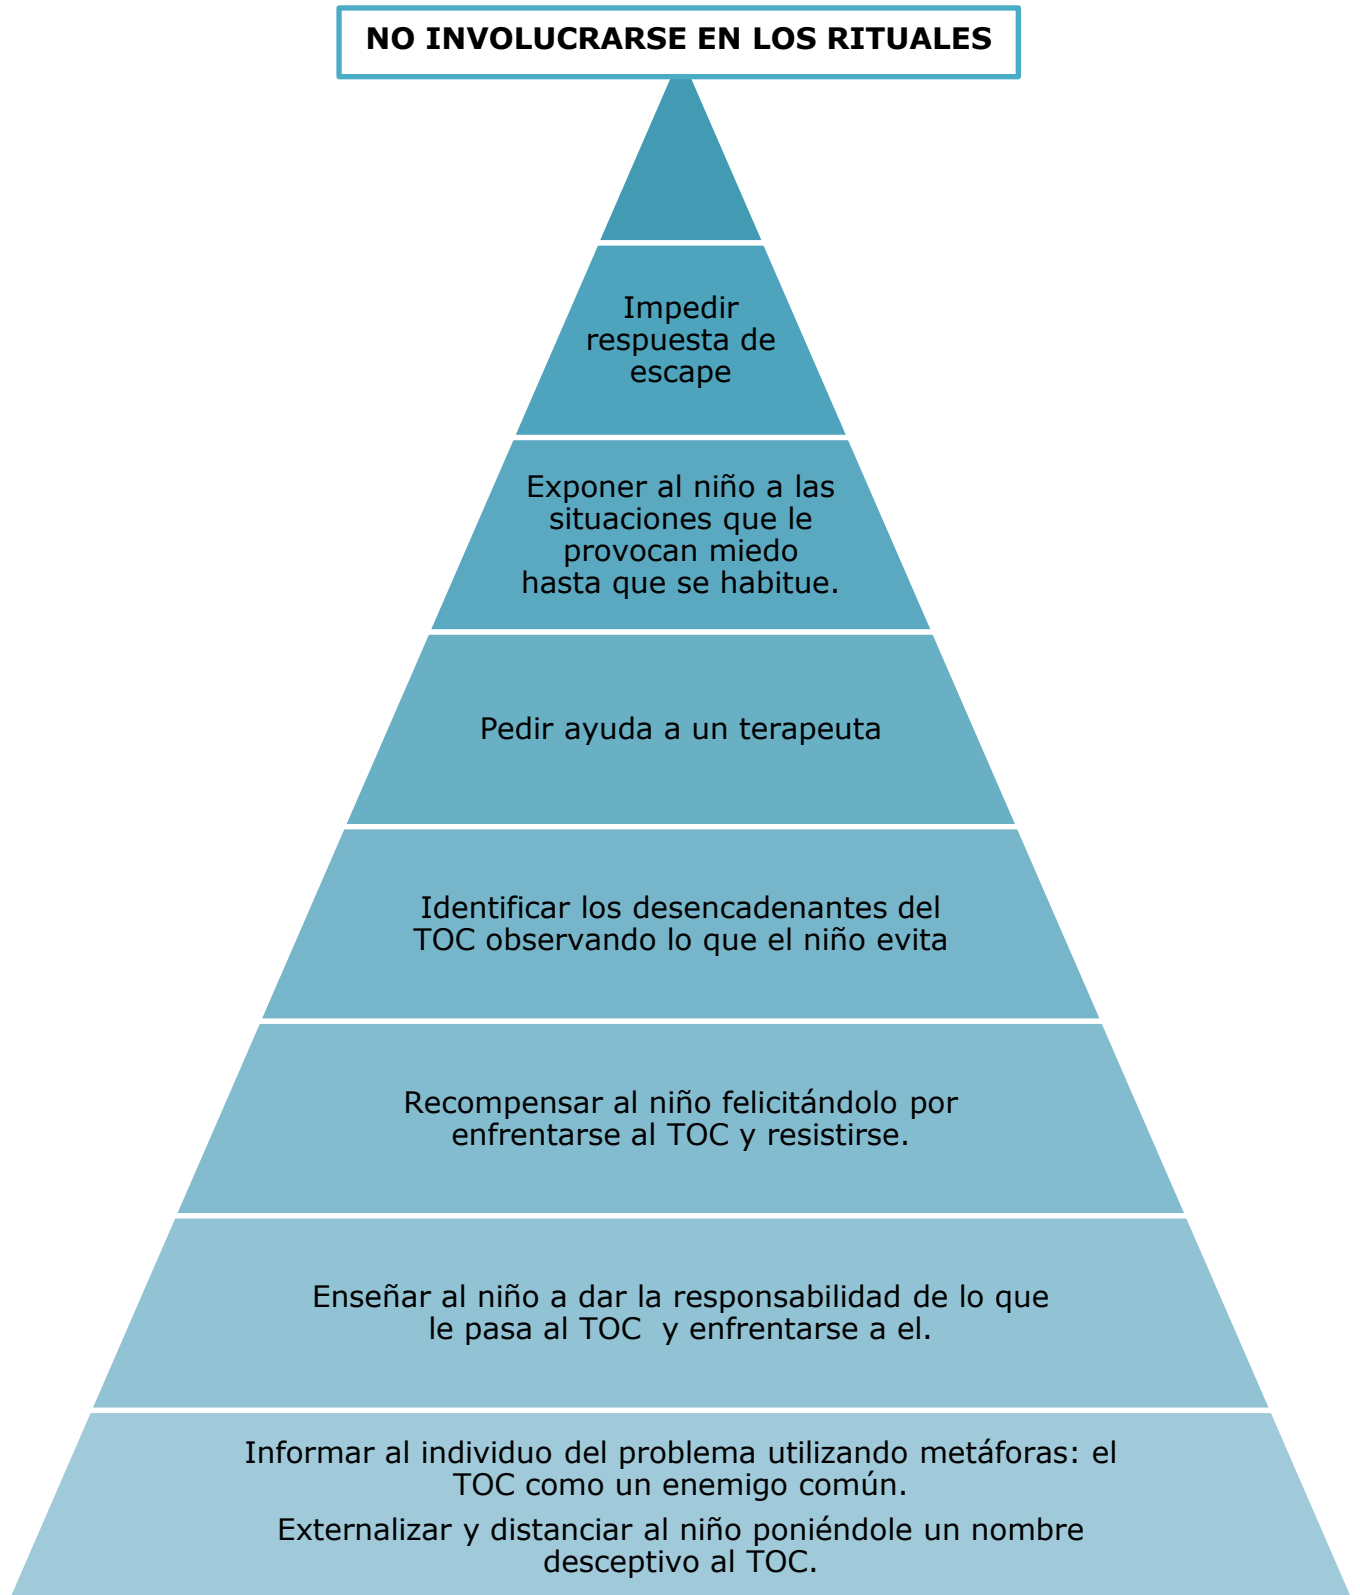 NO INVOLUCRARSE EN LOS RITUALES
Impedir
respuesta de
escape
Exponer al niño a las
situaciones que le
provocan miedo
hasta que se habitue.
Pedir ayuda a un terapeuta
Identificar los desencadenantes del
TOC observando lo que el niño evita
Recompensar al niño felicitándolo por
enfrentarse al TOC y resistirse.
Enseñar al niño a dar la responsabilidad de lo que
le pasa al TOC  y enfrentarse a el.
Informar al individuo del problema utilizando metáforas: el
TOC como un enemigo común.
Externalizar y distanciar al niño poniéndole un nombre
desceptivo al TOC.